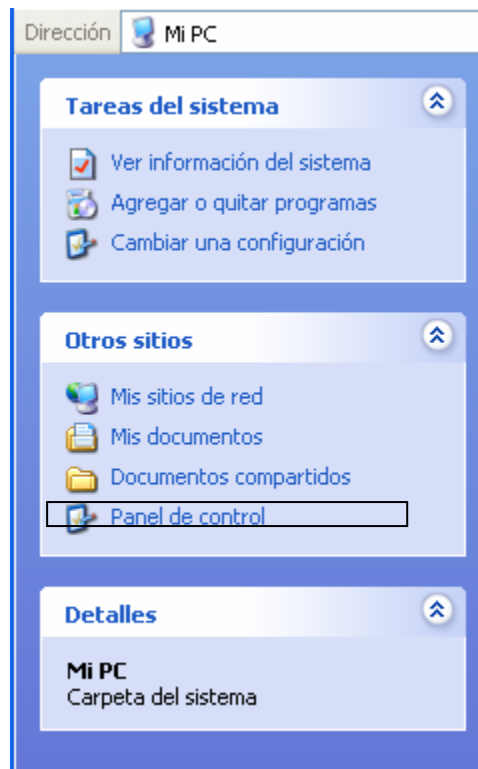 Dirección Mi PC
Tareas del sistema
Ver información del sistema
Agregar o quitar programas
Cambiar una configuración
Otros sitios
Mis sitios de red
Mis documentos
Documentos compartidos
Panel de control
Detalles
Mi PC
Carpeta del sistema